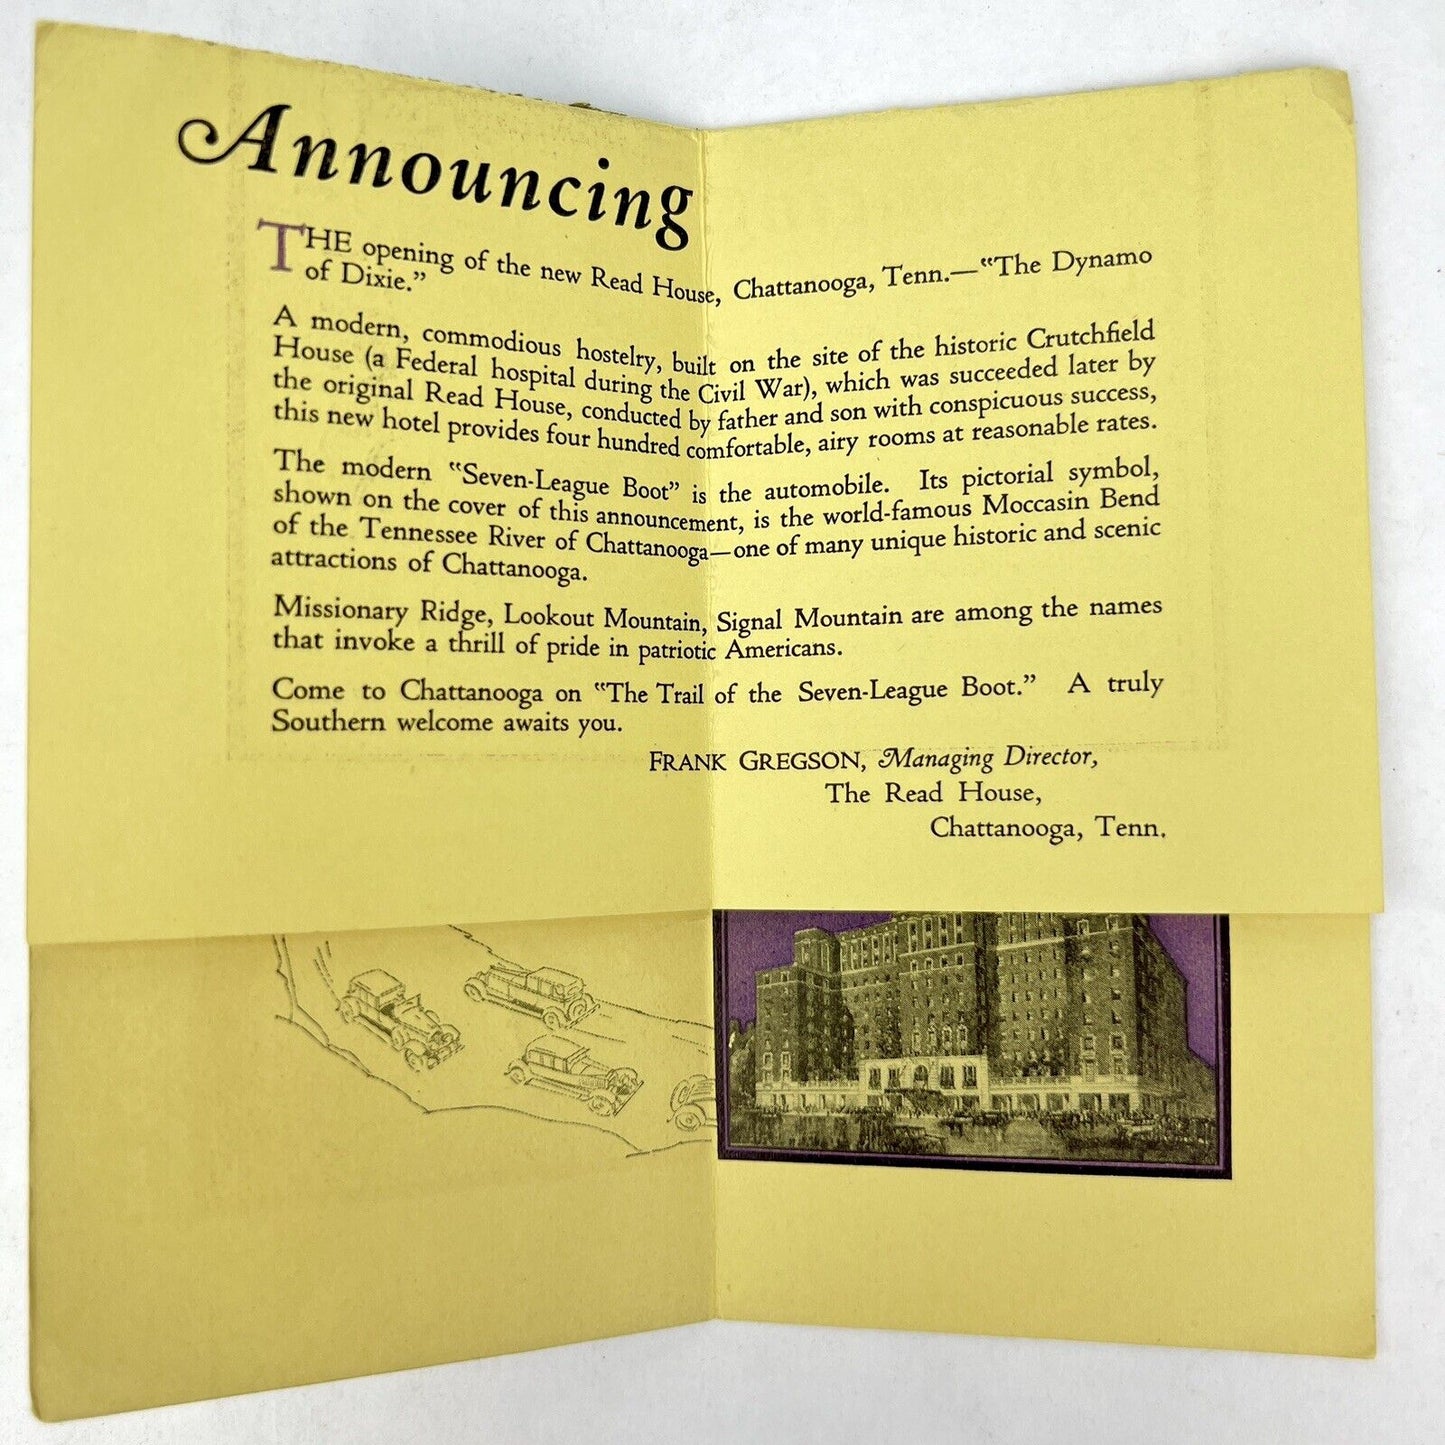 Announcing
THE opening of the new Read House, Chattanooga, Tenn.—"The Dynamo
of Dixie."
A modern, commodious hostelry, built on the site of the historic Crutchfield
House (a Federal hospital during the Civil War), which was succeeded later by
the original Read House, conducted by father and son with conspicuous success,
this new hotel provides four hundred comfortable, airy rooms at reasonable rates.
The modern "Seven-League Boot" is the automobile. Its pictorial symbol,
shown on the cover of this announcement, is the world-famous Moccasin Bend
of the Tennessee River of Chattanooga—one of many unique historic and scenic
attractions of Chattanooga.
Missionary Ridge, Lookout Mountain, Signal Mountain are among the names
that invoke a thrill of pride in patriotic Americans.
Come to Chattanooga on "The Trail of the Seven-League Boot." A truly
Southern welcome awaits you.
FRANK GREGSON, Managing Director,
The Read House,
Chattanooga, Tenn.